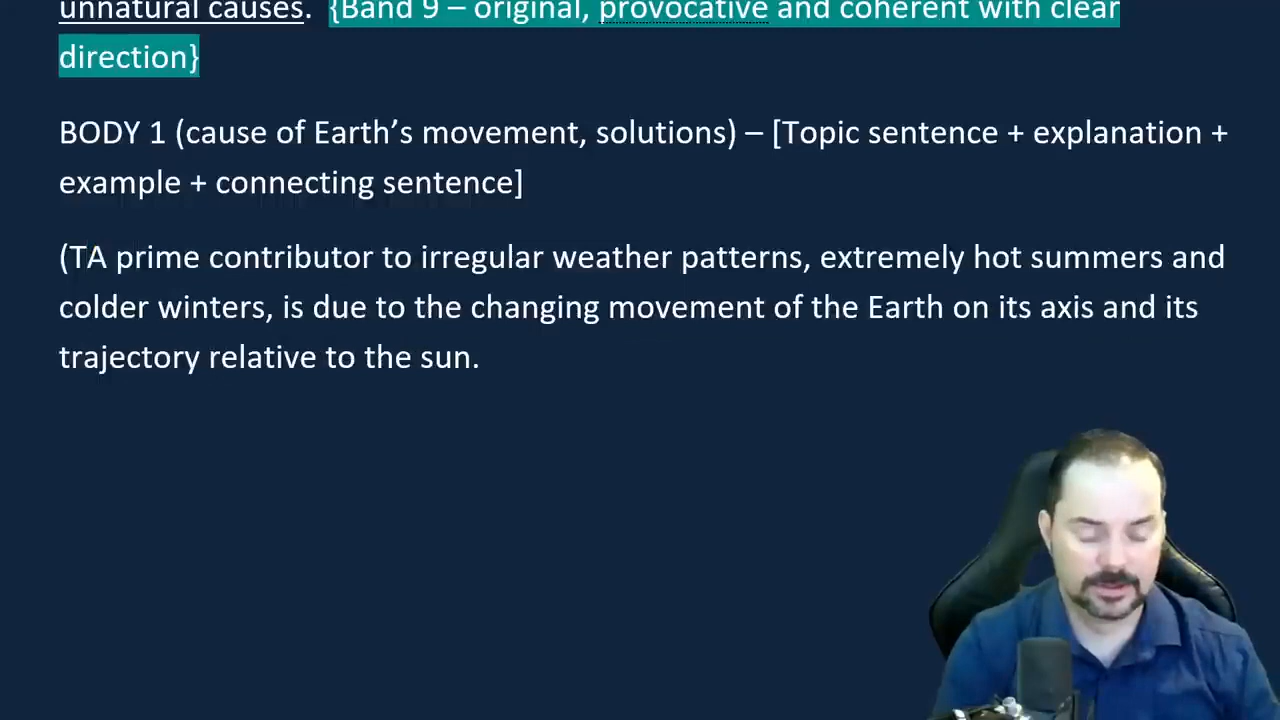 unnatural causes. {Band 9 – original, provocative and coherent with clear
direction}
BODY 1 (cause of Earth’s movement, solutions) – [Topic sentence + explanation +
example + connecting sentence]
(TA prime contributor to irregular weather patterns, extremely hot summers and
colder winters, is due to the changing movement of the Earth on its axis and its
trajectory relative to the sun.